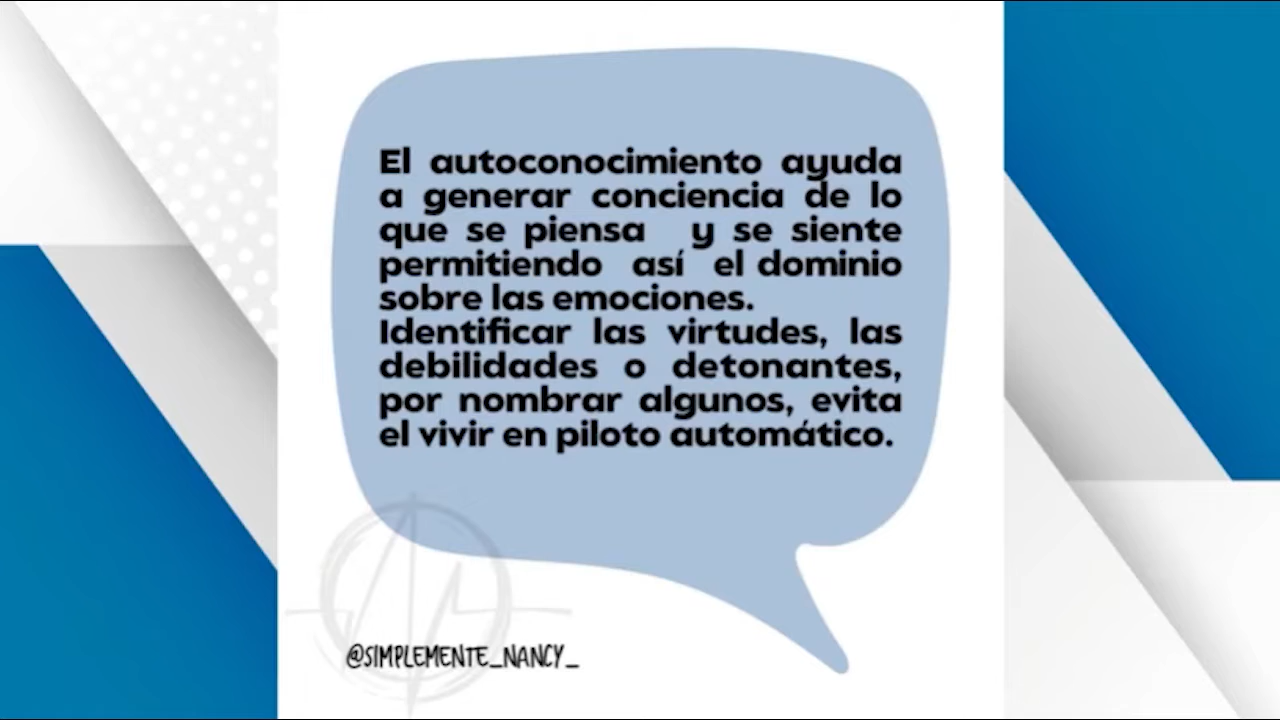 El autoconocimiento ayuda
a generar conciencia de lo
que se piensa y se siente
permitiendo así el dominio
sobre las emociones.
Identificar las virtudes, las
debilidades o detonantes,
por nombrar algunos, evita
el vivir en piloto automático.
@SIMPLEMENTE_NANCY_